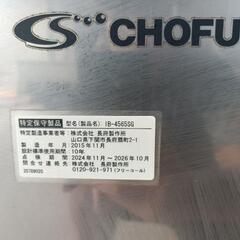 CHOFU
特定保守製品 型名(製品名) IB-4565SG
特定製造事業者等:株式会社 長府製作所
山口県下関市長府扇町2-1
製造年月 2015年11月
設計標準使用期間:10年
点検期間 2024年11月 ~ 2026年10月
問合せ連絡先 株式会社 長府製作所
0120-921-971 (フリーコール)